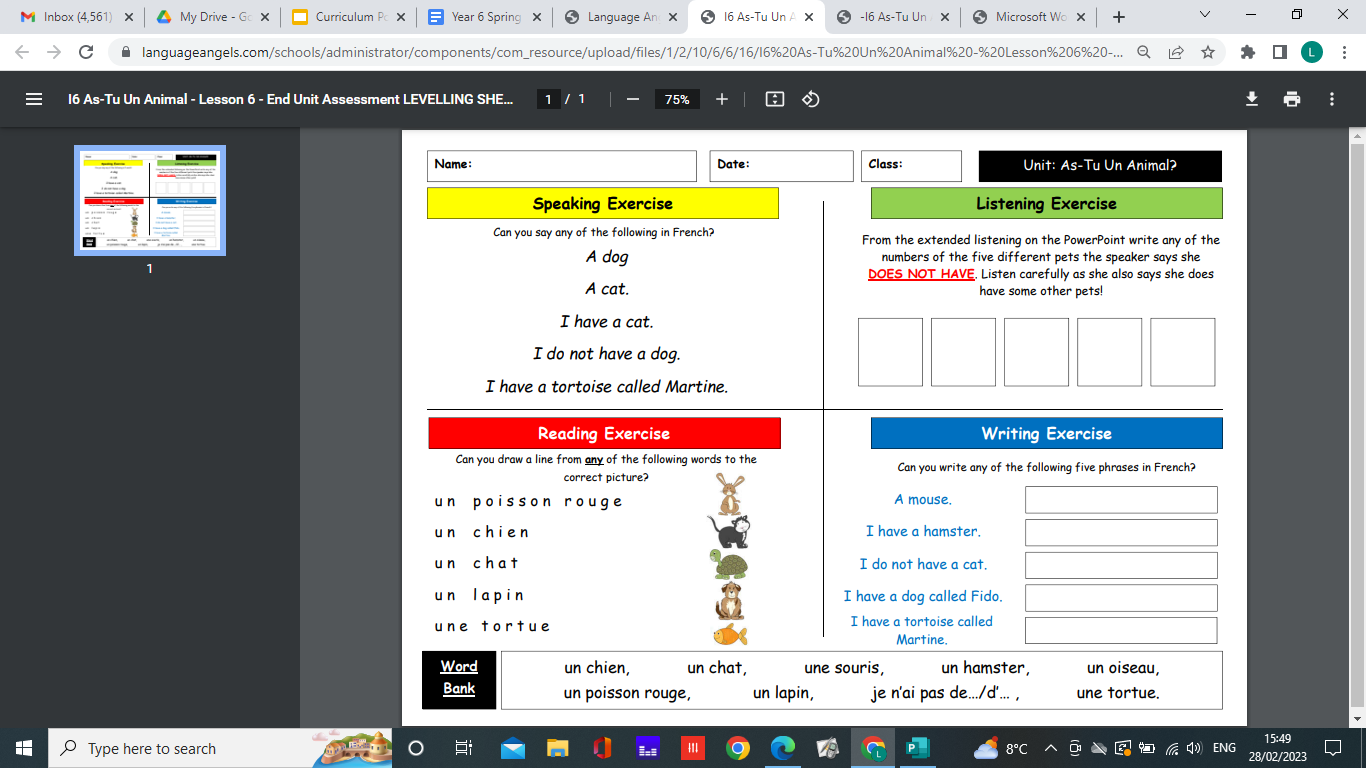 Inbox (4,561)
My Drive - Go
Curriculum Po
Year 6 Spring
Language An
I6 As-Tu Un A
-I6 As-Tu Un
Microsoft Wo
languageangels.com/schools/administrator/components/com_resource/upload/files/1/2/10/6/6/16/I6%20As-Tu%20Un%20Animal%20-%20Lesson%206%20-...
L
I6 As-Tu Un Animal - Lesson 6 - End Unit Assessment LEVELLING SHE...
1 / 1
75%
1
Name:
Date:
Class:
Unit: As-Tu Un Animal?
Speaking Exercise
Can you say any of the following in French?
A dog
A cat.
I have a cat.
I do not have a dog.
I have a tortoise called Martine.
Listening Exercise
From the extended listening on the PowerPoint write any of the
numbers of the five different pets the speaker says she
DOES NOT HAVE. Listen carefully as she also says she does
have some other pets!
Reading Exercise
Can you draw a line from any of the following words to the
correct picture?
un poisson rouge
un chien
un chat
un lapin
une tortue
Writing Exercise
Can you write any of the following five phrases in French?
A mouse.
I have a hamster.
I do not have a cat.
I have a dog called Fido.
I have a tortoise called
Martine.
Word
Bank
un chien, un chat, une souris, un hamster, un oiseau,
un poisson rouge, un lapin, je n'ai pas de.../d'... , une tortue.
Type here to search
8°C
ENG
15:49
28/02/2023